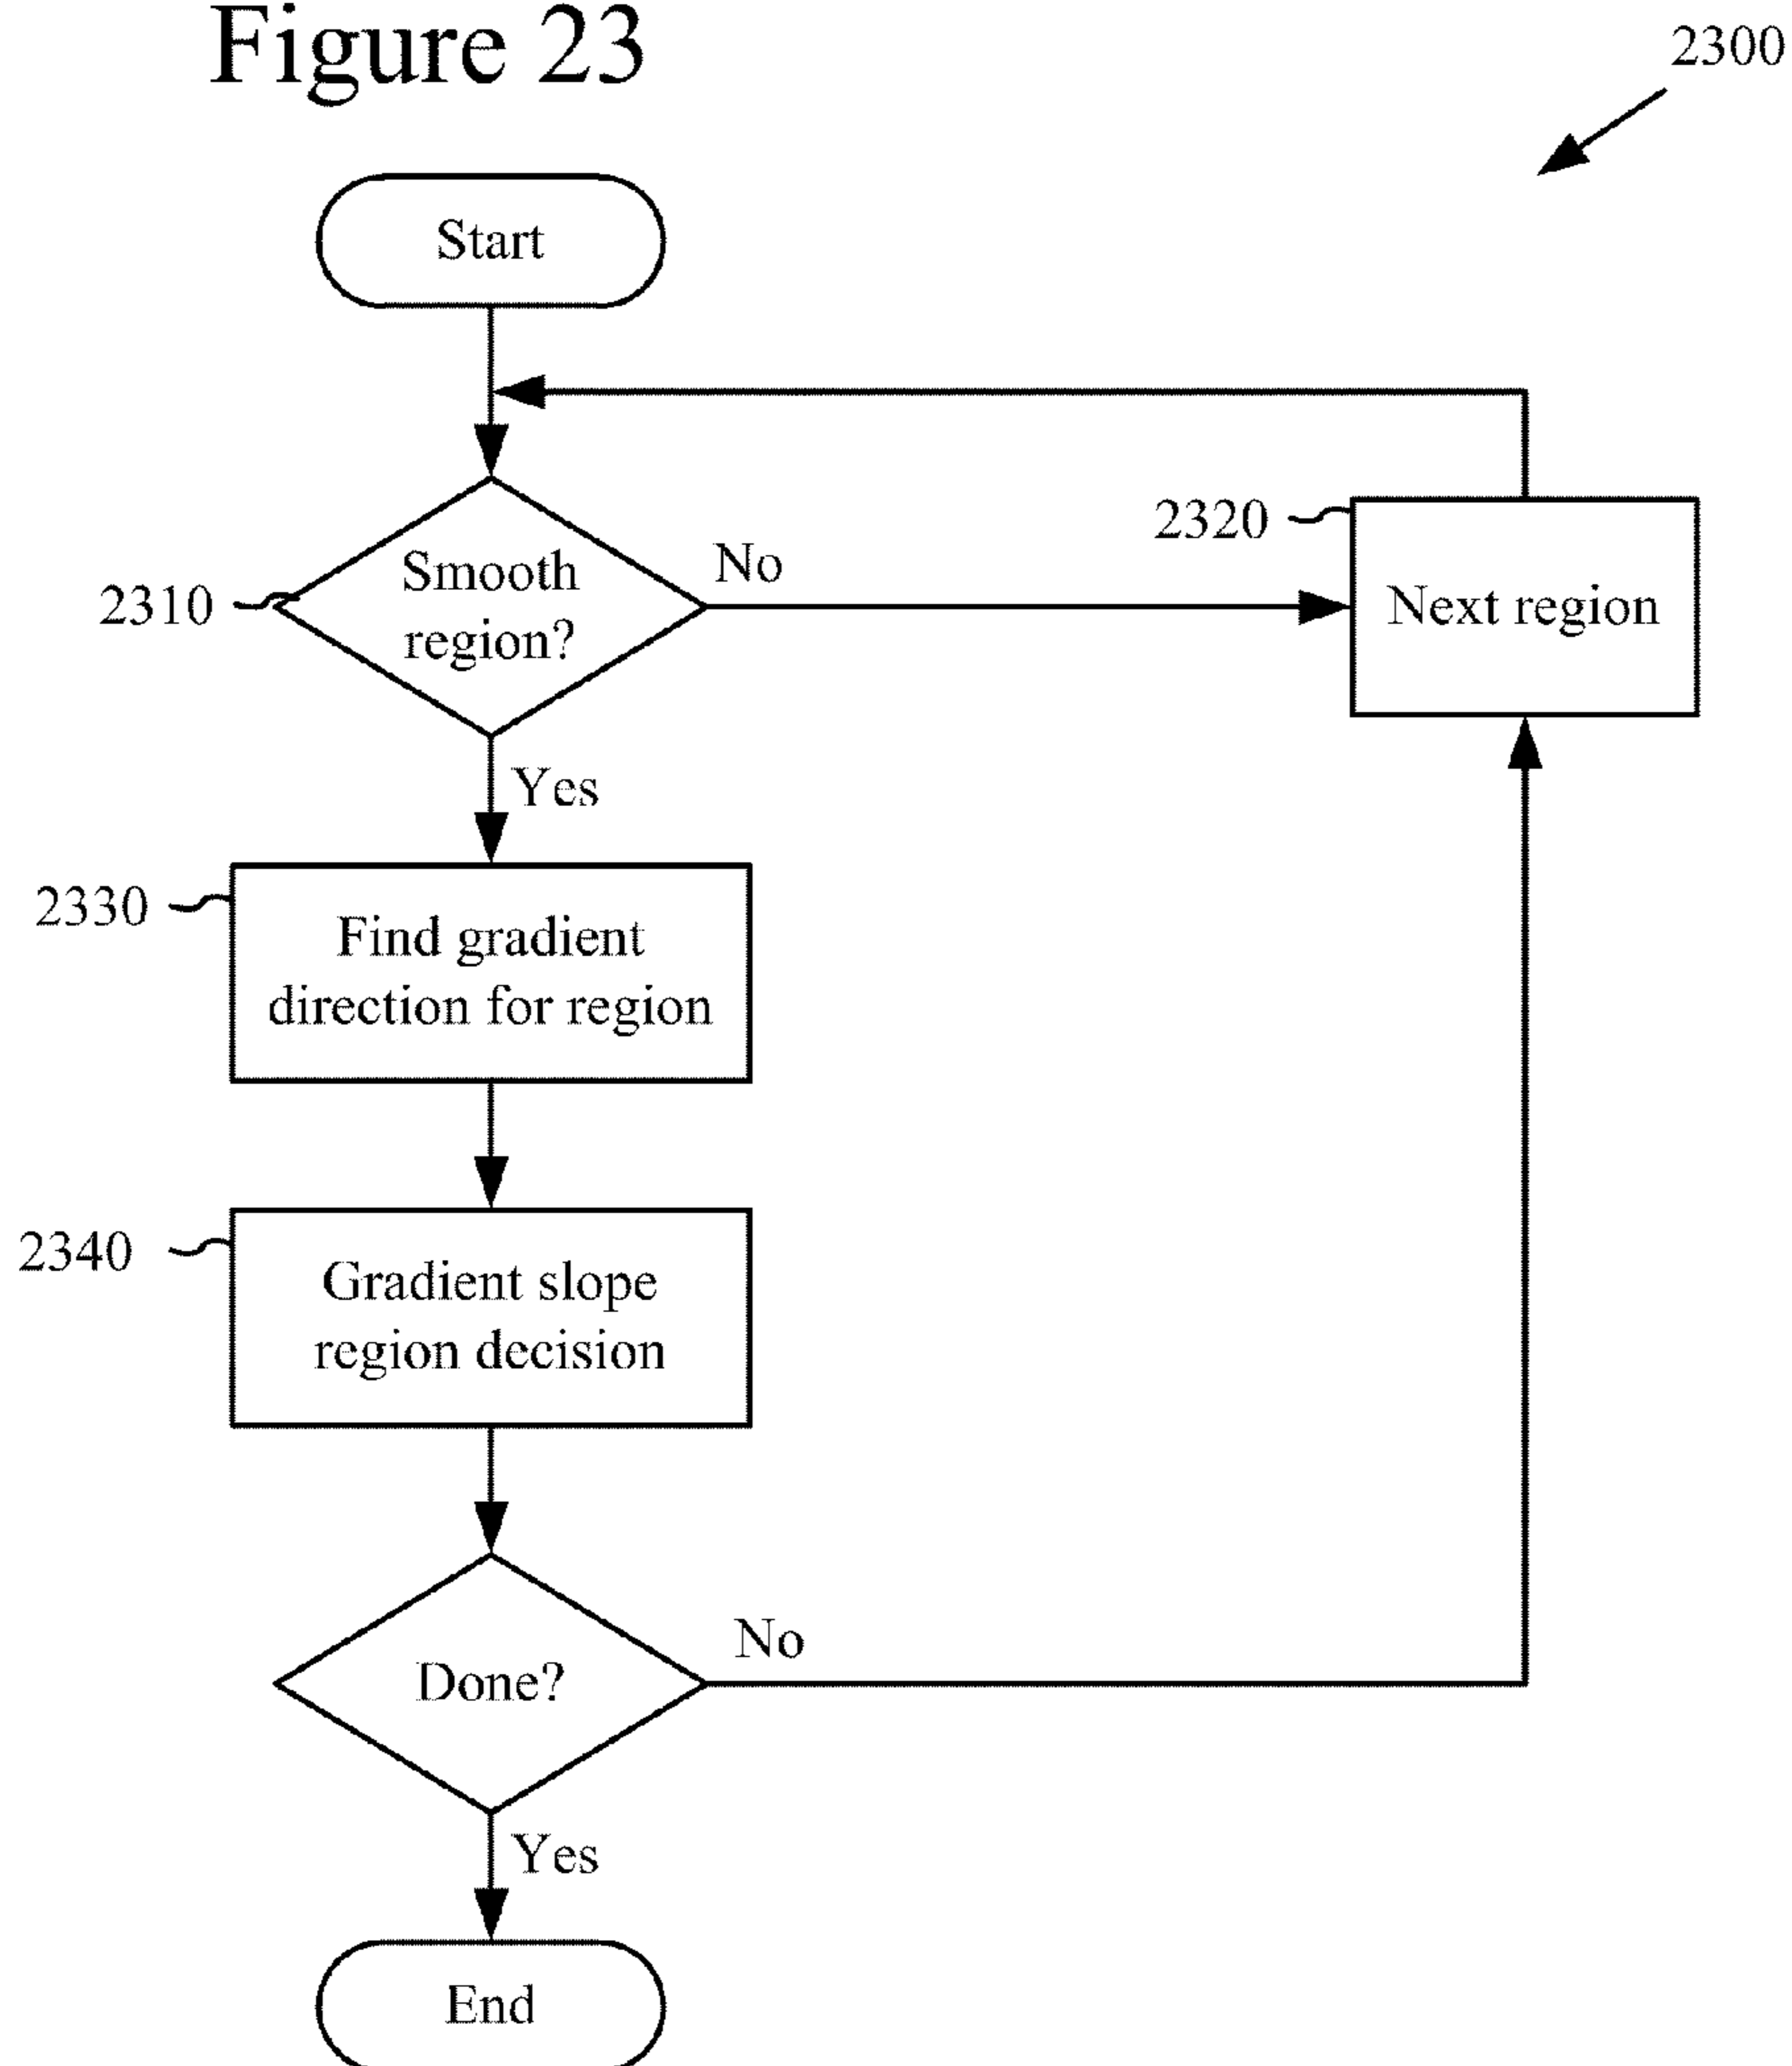 Figure 23
2300
Start
2310
Smooth
region?
No
2320
Next region
Yes
2330
Find gradient
direction for region
2340
Gradient slope
region decision
Done?
No
Yes
End